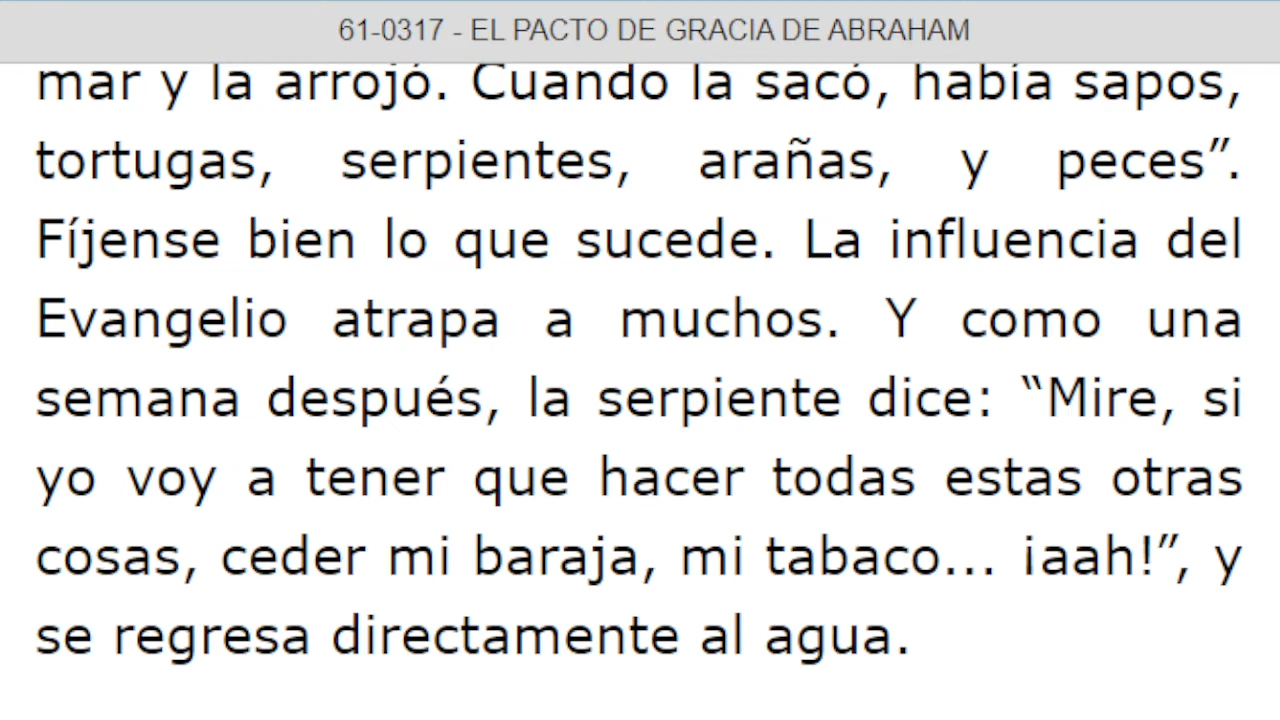 61-0317 - EL PACTO DE GRACIA DE ABRAHAM
mar y la arrojó. Cuando la sacó, había sapos,
tortugas, serpientes, arañas, y peces”.
Fíjense bien lo que sucede. La influencia del
Evangelio atrapa a muchos. Y como una
semana después, la serpiente dice: “Mire, si
yo voy a tener que hacer todas estas otras
cosas, ceder mi baraja, mi tabaco... ¡aah!”, y
se regresa directamente al agua.